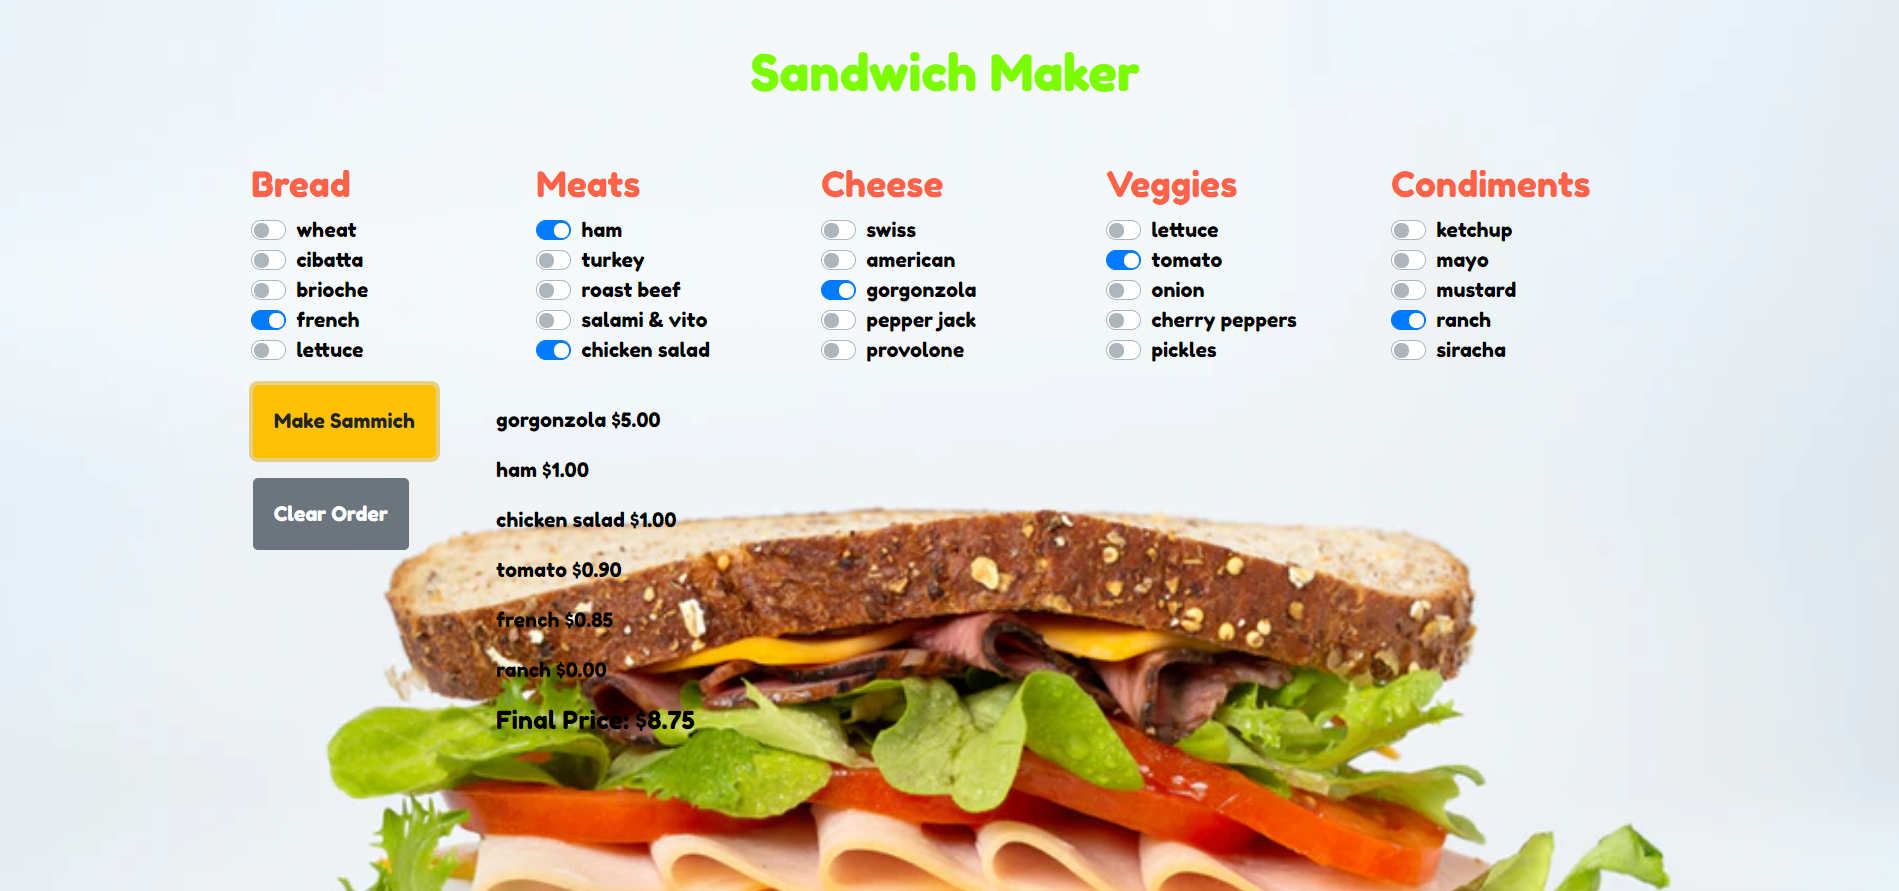 Sandwich Maker
Bread
wheat
cibatta
brioche
french
lettuce
Meats
ham
turkey
roast beef
salami & vito
chicken salad
Cheese
swiss
american
gorgonzola
pepper jack
provolone
Veggies
lettuce
tomato
onion
cherry peppers
pickles
Condiments
ketchup
mayo
mustard
ranch
siracha
Make Sammich
Clear Order
gorgonzola $5.00
ham $1.00
chicken salad $1.00
tomato $0.90
french $0.85
ranch $0.00
Final Price: $8.75